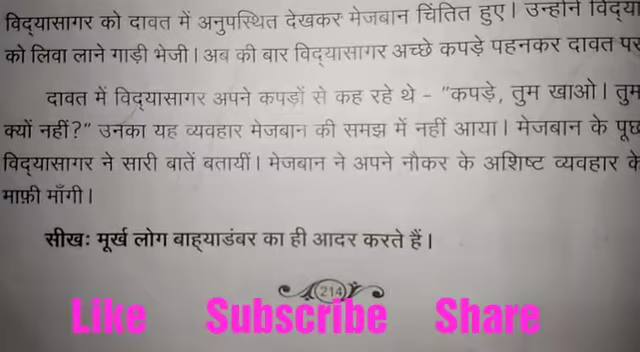 विद्यासागर को दावत में अनुपस्थित देखकर मेजबान चिंतित हुए। उन्होंने
को लिवा लाने गाड़ी भेजी। अब की बार विद्यासागर अच्छे कपड़े पहनकर दावत
दावत में विद्यासागर अपने कपड़ों से कह रहे थे - "कपड़े, तुम खाओ। तुम
क्यों नहीं?" उनका यह व्यवहार मेजबान की समझ में नहीं आया। मेजबान के
विद्यासागर ने सारी बातें बतायीं। मेजबान ने अपने नौकर के अशिष्ट व्यवहार के
माफ़ी माँगी।
सीखः मूर्ख लोग बाह्याडंबर का ही आदर करते हैं।
214
Like Subscribe Share